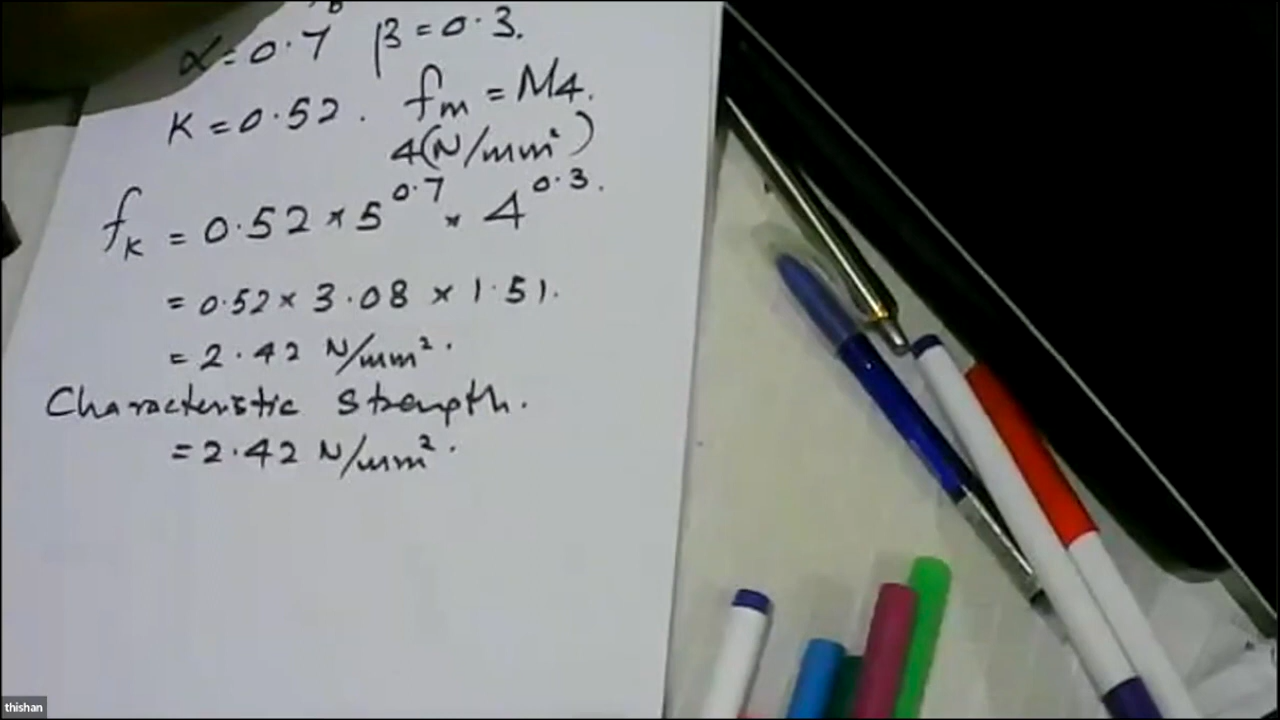 α=0.7 β=0.3.
K=0.52. fm = M4.
4(N/mm²)
fK = 0.52 × 5^0.7 × 4^0.3.
= 0.52 × 3.08 × 1.51.
= 2.42 N/mm².
Characteristic strength.
= 2.42 N/mm².
thishan